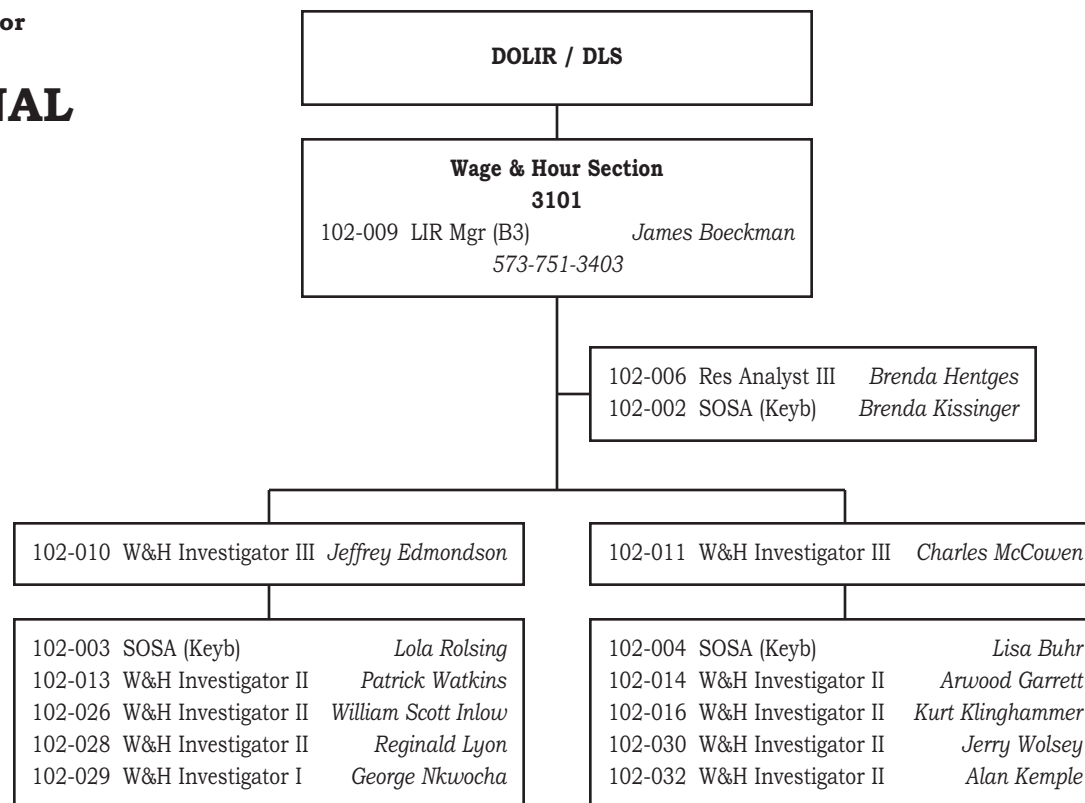 or
NAL
DOLIR / DLS
Wage & Hour Section
3101
102-009 LIR Mgr (B3) James Boeckman
573-751-3403
102-006 Res Analyst III Brenda Hentges
102-002 SOSA (Keyb) Brenda Kissinger
102-010 W&H Investigator III Jeffrey Edmondson
102-003 SOSA (Keyb) Lola Rolsing
102-013 W&H Investigator II Patrick Watkins
102-026 W&H Investigator II William Scott Inlow
102-028 W&H Investigator II Reginald Lyon
102-029 W&H Investigator I George Nkwocha
102-011 W&H Investigator III Charles McCowen
102-004 SOSA (Keyb) Lisa Buhr
102-014 W&H Investigator II Arwood Garrett
102-016 W&H Investigator II Kurt Klinghammer
102-030 W&H Investigator II Jerry Wolsey
102-032 W&H Investigator II Alan Kemple